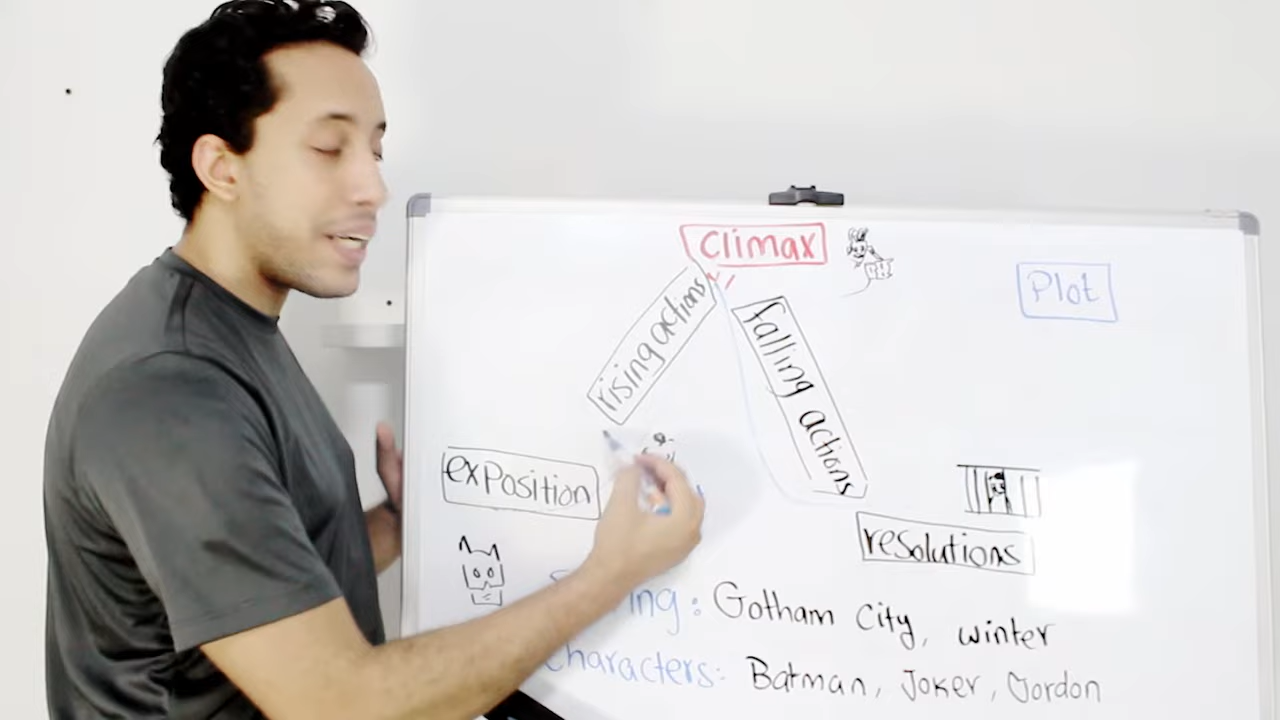 Climax
Plot
rising actions
falling actions
exposition
resolutions
Gotham City, winter
Characters: Batman, Joker, Gordon